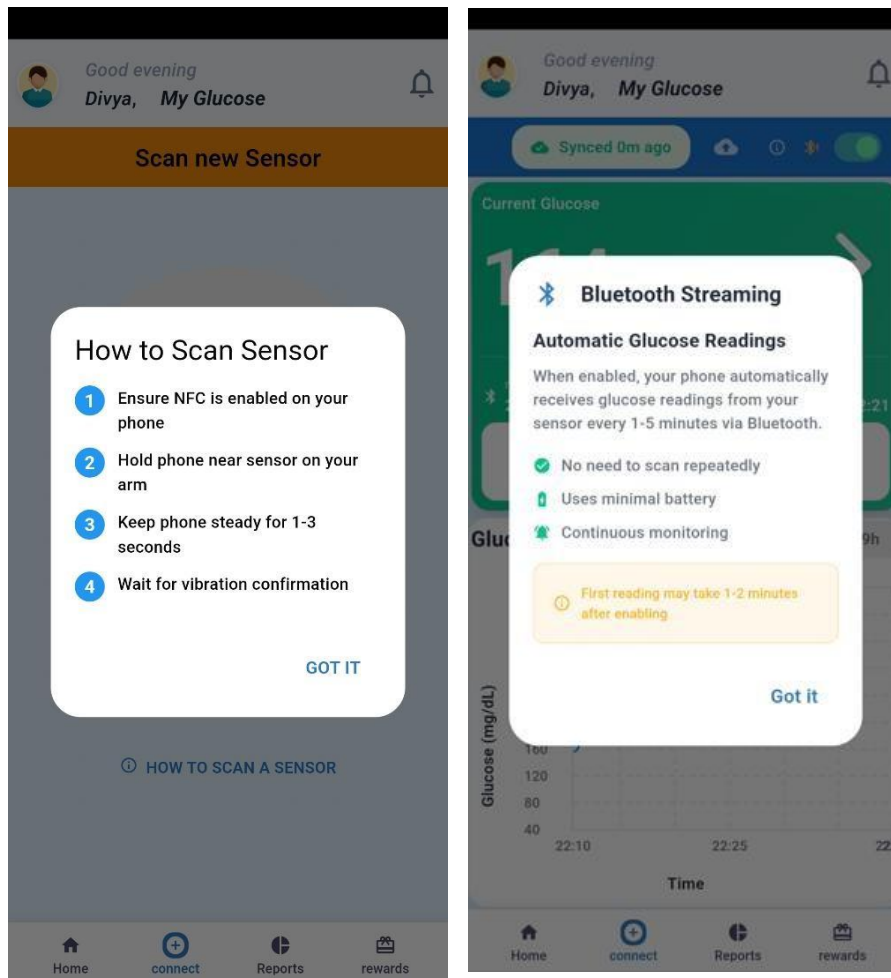 Good evening
Divya, My Glucose
Scan new Sensor
How to Scan Sensor
1 Ensure NFC is enabled on your
phone
2 Hold phone near sensor on your
arm
3 Keep phone steady for 1-3
seconds
4 Wait for vibration confirmation
GOT IT
HOW TO SCAN A SENSOR
Home connect Reports rewards
Good evening
Divya, My Glucose
Synced 0m ago
Current Glucose
Bluetooth Streaming
Automatic Glucose Readings
When enabled, your phone automatically
receives glucose readings from your
sensor every 1-5 minutes via Bluetooth.
No need to scan repeatedly
Uses minimal battery
Continuous monitoring
First reading may take 1-2 minutes
after enabling
Got it
Glucose (mg/dL)
160
120
80
40
22:10 22:25
Time
Home connect Reports rewards